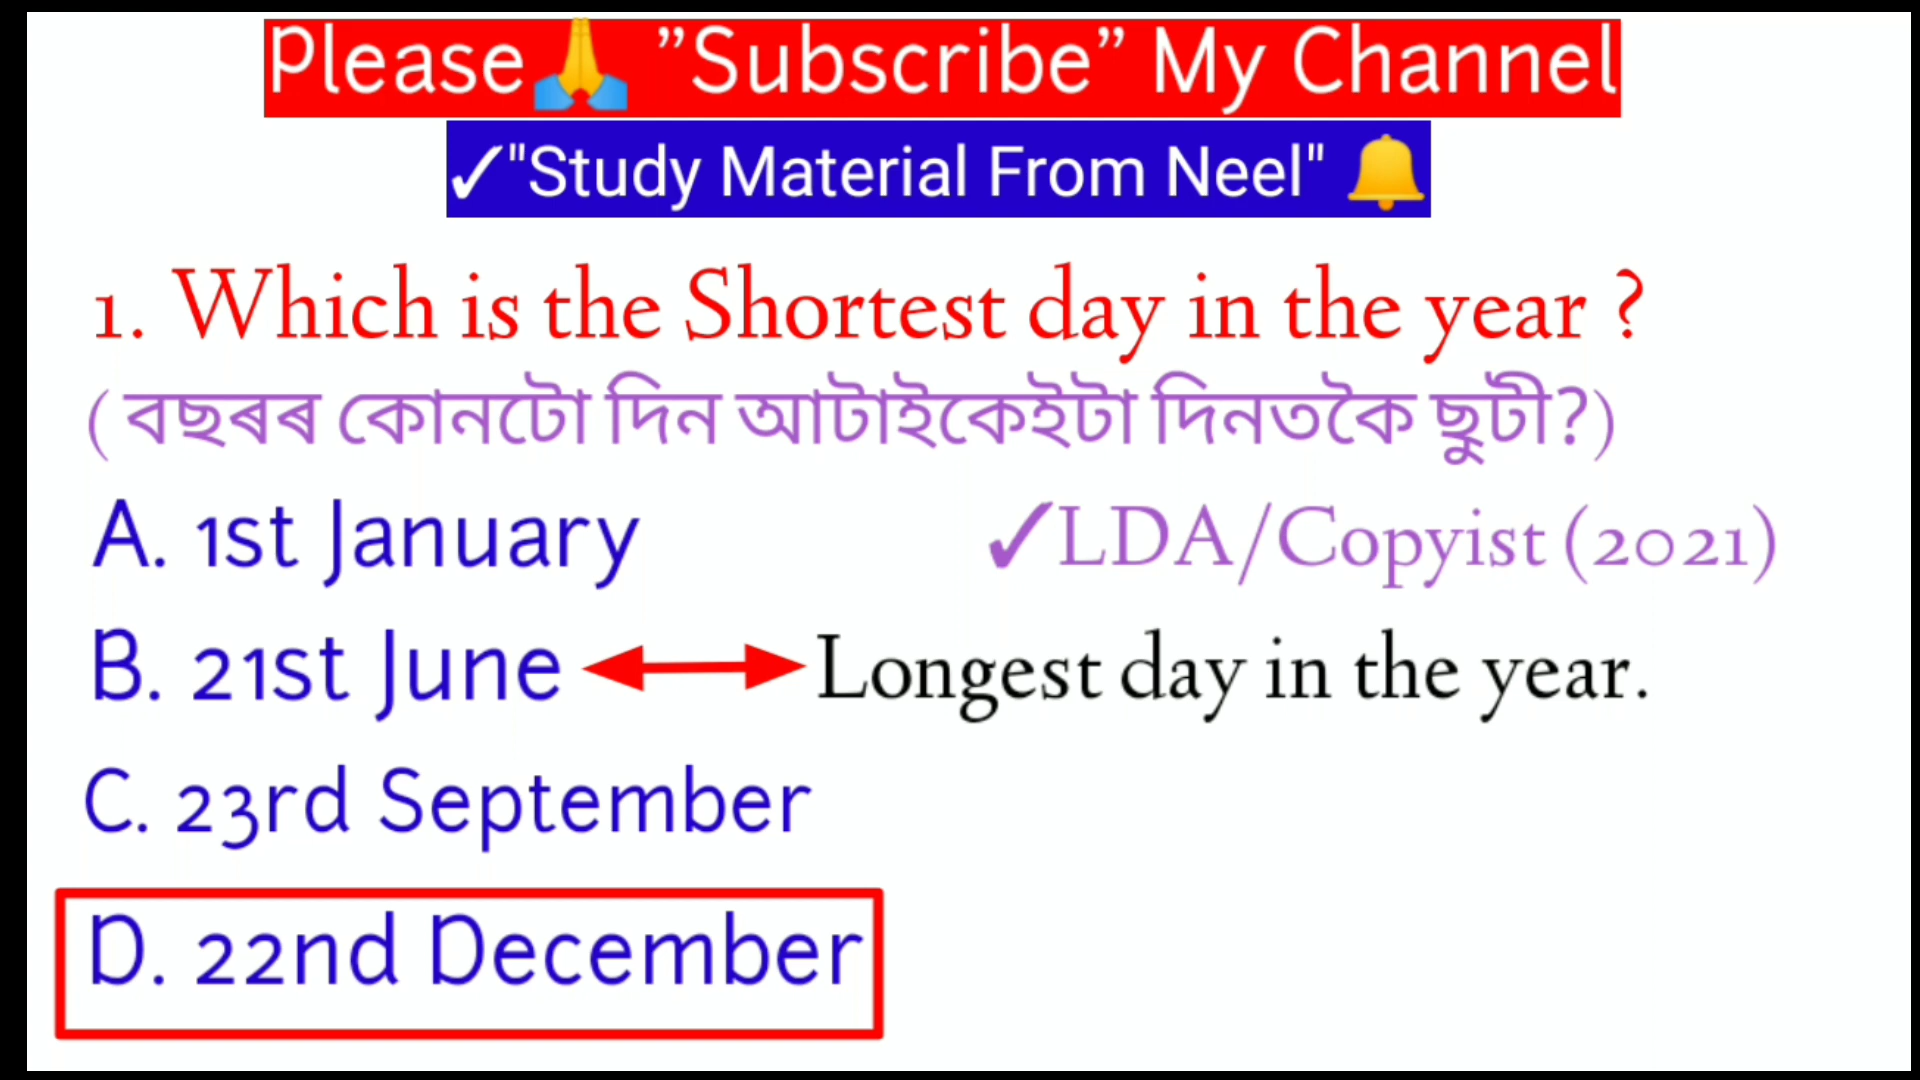 Please🙏 ”Subscribe” My Channel
✓"Study Material From Neel" 🔔
1. Which is the Shortest day in the year ?
( বছৰৰ কোনটো দিন আটাইকেইটা দিনতকৈ ছুটী?)
A. 1st January ✓LDA/Copyist (2021)
B. 21st June ↔ Longest day in the year.
C. 23rd September
D. 22nd December